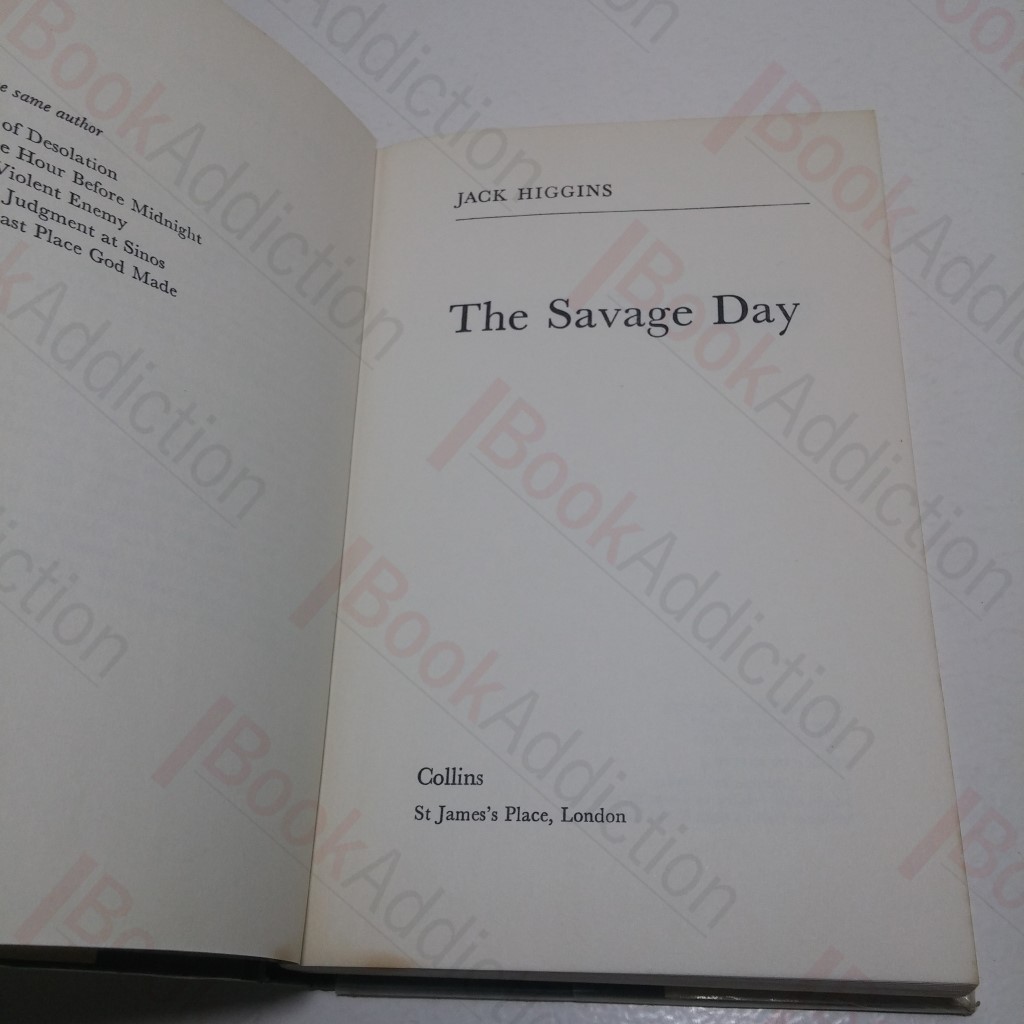 e same author
of Desolation
e Hour Before Midnight
Violent Enemy
Judgment at Sinos
ast Place God Made
JACK HIGGINS
The Savage Day
Collins
St James's Place, London
BookAddiction